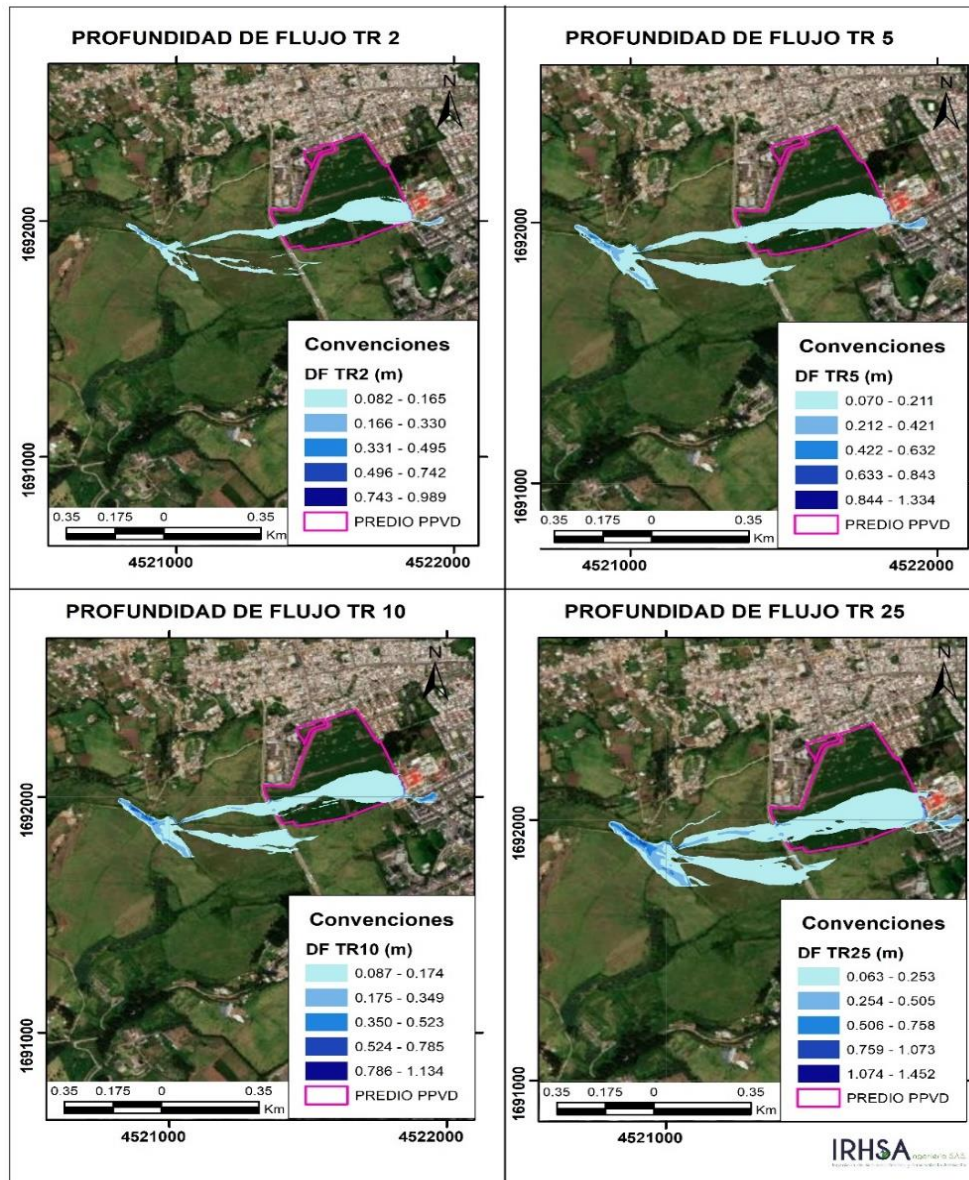 PROFUNDIDAD DE FLUJO TR 2
N
1692000
1691000
Convenciones
DF TR2 (m)
0.082 - 0.165
0.166 - 0.330
0.331 - 0.495
0.496 - 0.742
0.743 - 0.989
PREDIO PPVD
0.35 0.175 0 0.35
Km
4521000 4522000
PROFUNDIDAD DE FLUJO TR 5
N
1692000
1691000
Convenciones
DF TR5 (m)
0.070 - 0.211
0.212 - 0.421
0.422 - 0.632
0.633 - 0.843
0.844 - 1.334
PREDIO PPVD
0.35 0.175 0 0.35
Km
4521000 4522000
PROFUNDIDAD DE FLUJO TR 10
N
1692000
1691000
Convenciones
DF TR10 (m)
0.087 - 0.174
0.175 - 0.349
0.350 - 0.523
0.524 - 0.785
0.786 - 1.134
PREDIO PPVD
0.35 0.175 0 0.35
Km
4521000 4522000
PROFUNDIDAD DE FLUJO TR 25
N
1692000
1691000
Convenciones
DF TR25 (m)
0.063 - 0.253
0.254 - 0.505
0.506 - 0.758
0.759 - 1.073
1.074 - 1.452
PREDIO PPVD
0.35 0.175 0 0.35
Km
4521000
IRHSA Ingeniería SAS